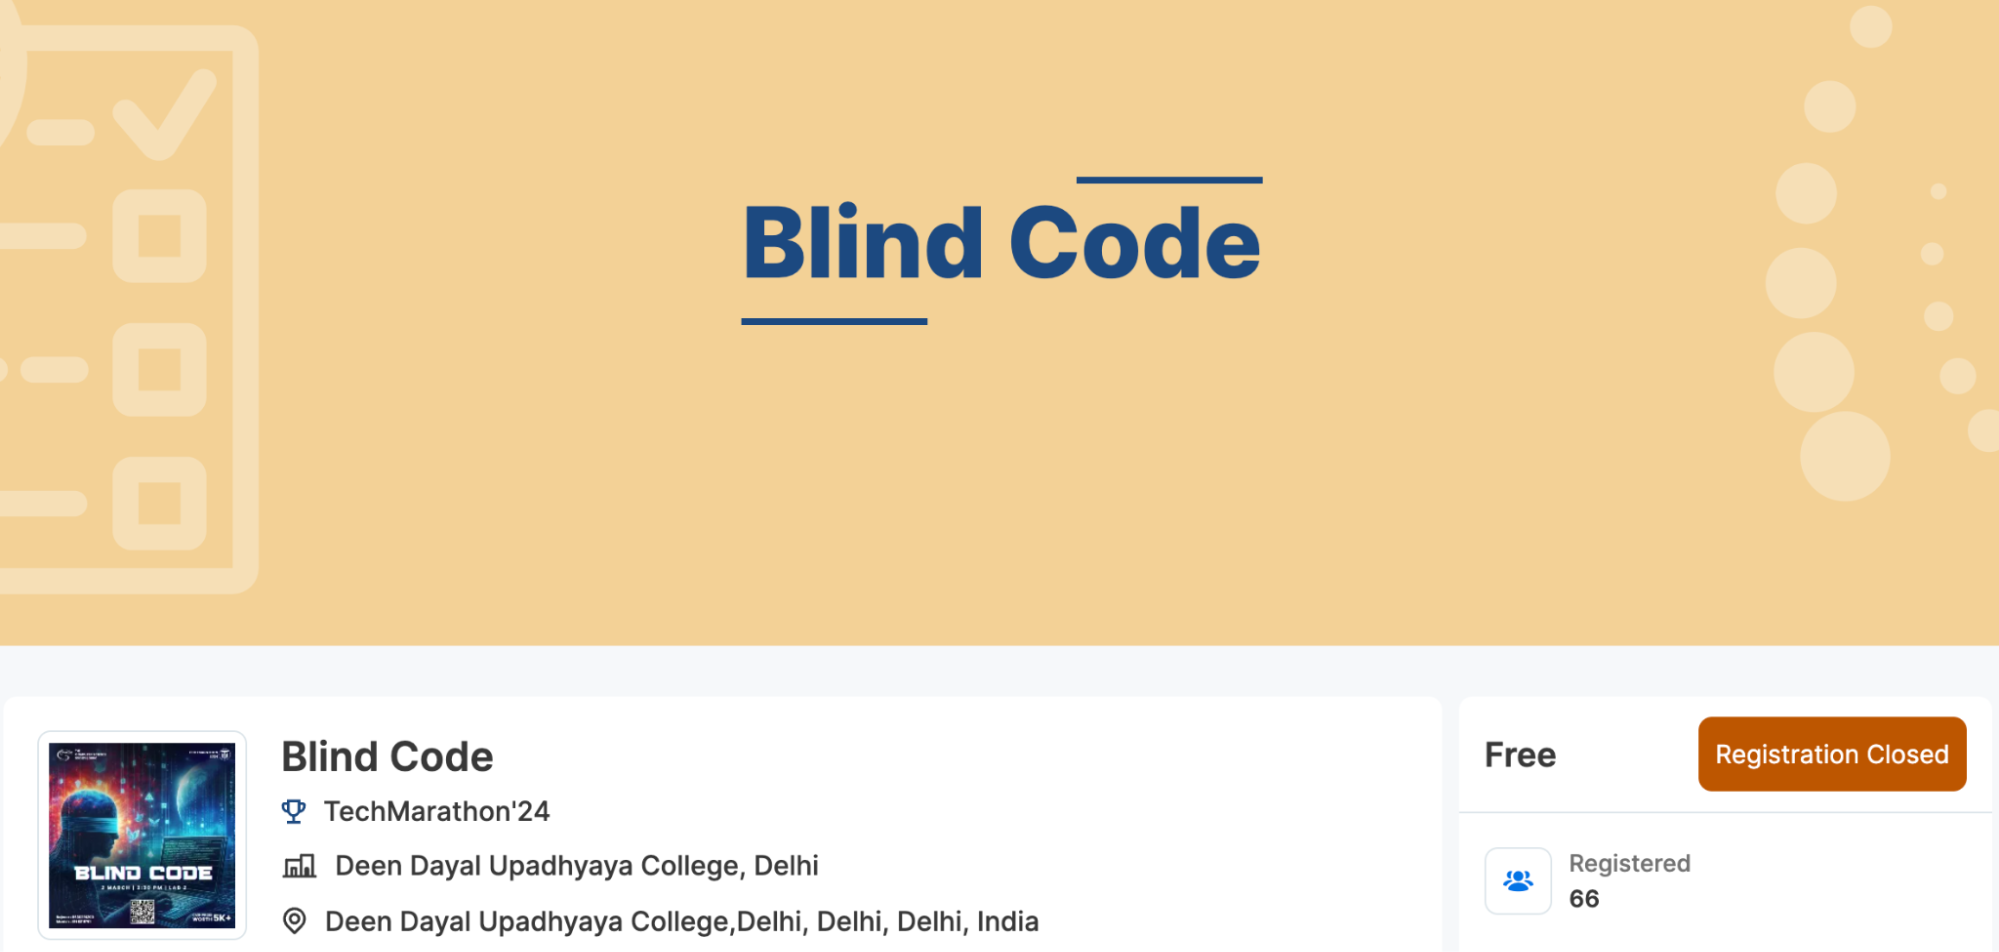 Blind Code
Blind Code
TechMarathon'24
Deen Dayal Upadhyaya College, Delhi
Deen Dayal Upadhyaya College,Delhi, Delhi, Delhi, India
BLIND CODE
2 MARCH | 2:30 PM | LAB 2
WORTH 5K+
Free
Registration Closed
Registered
66